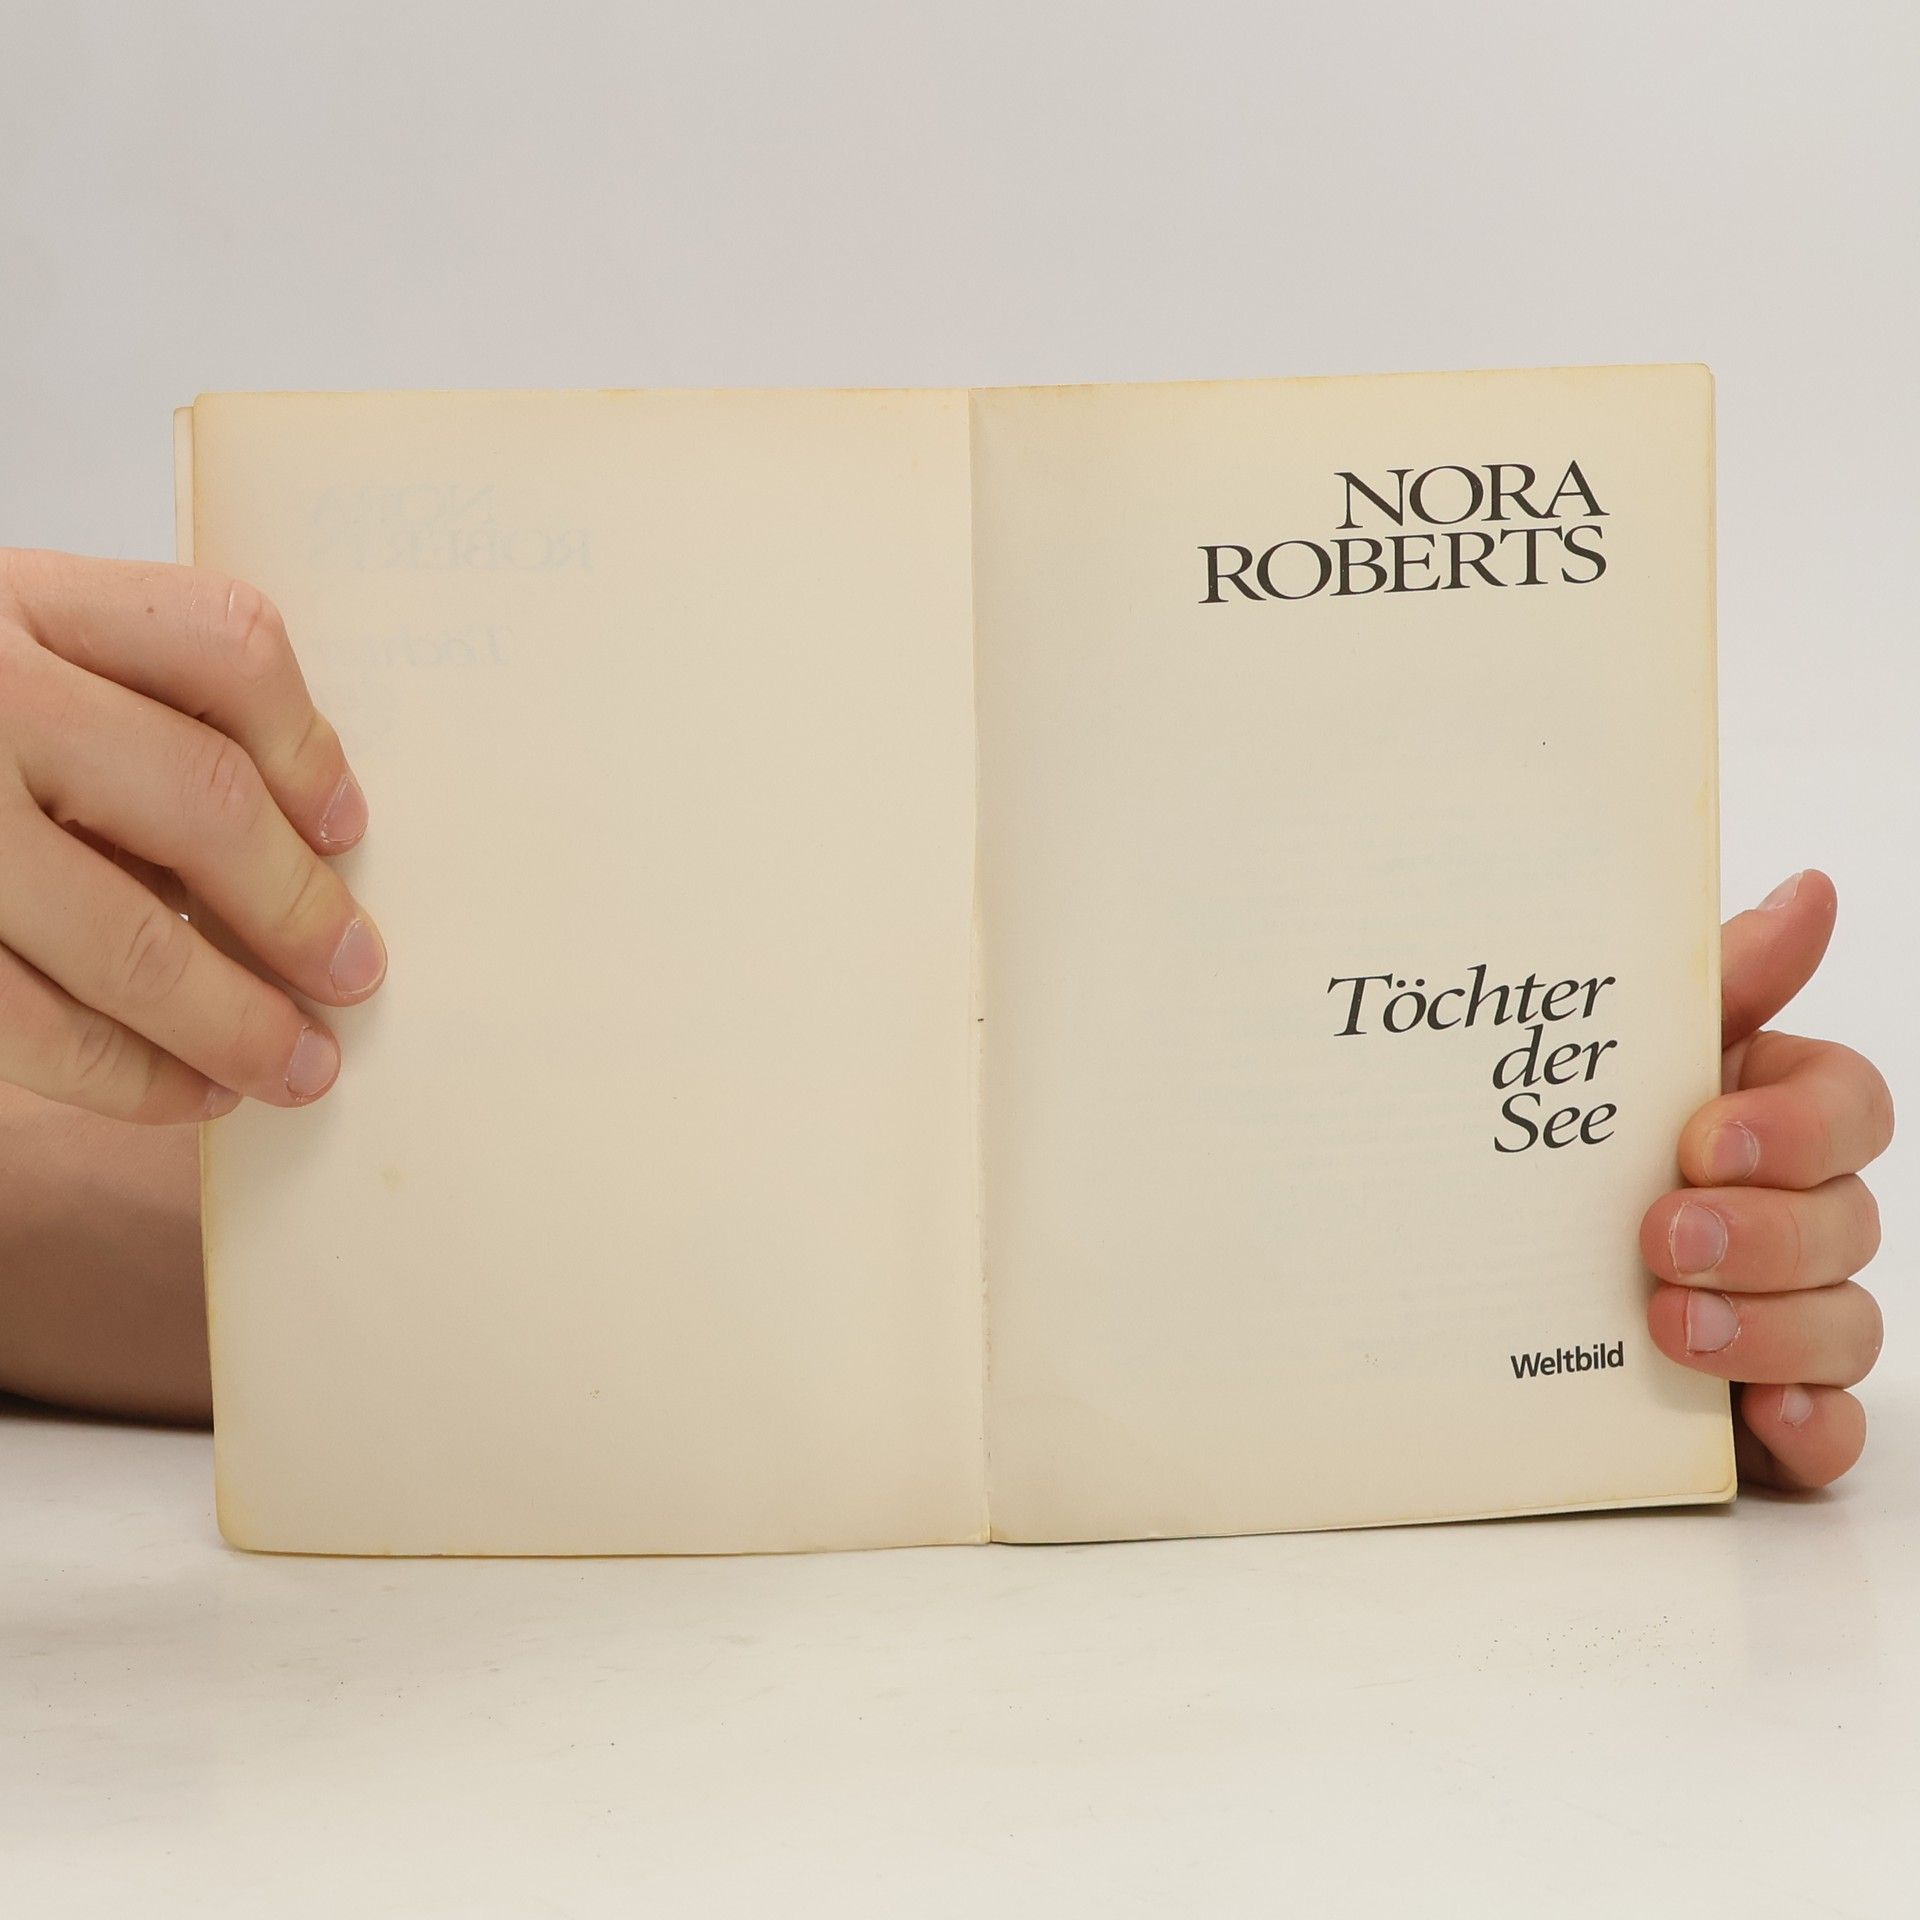 NORA
ROBERTS
Töchter
der
See
Weltbild